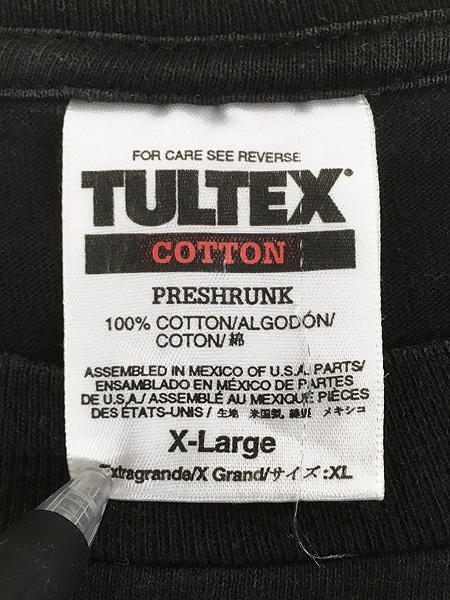 FOR CARE SEE REVERSE
TULTEX®
COTTON
PRESHRUNK
100% COTTON/ALGODÓN/
COTON/綿
ASSEMBLED IN MEXICO OF U.S.A. PARTS/
ENSAMBLADO EN MÉXICO DE PARTES
DE U.S.A./ASSEMBLÉ AU MEXIQUE PIÈCES
DES ÉTATS-UNIS/生地 米国製, 縫製 メキシコ
X-Large
Extragrande/X Grand/サイズ:XL